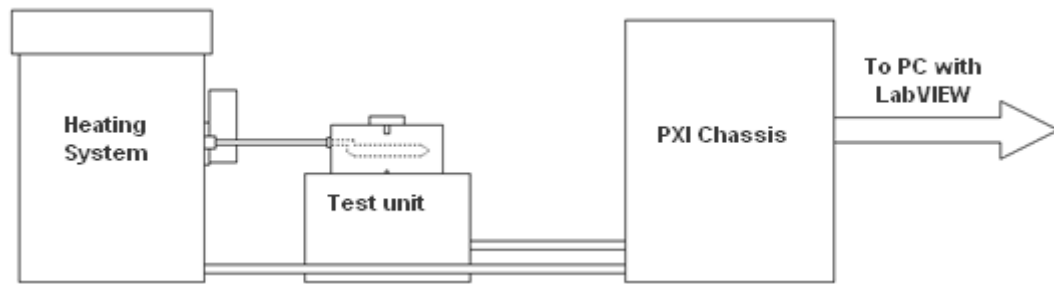 Heating
System
Test unit
PXI Chassis
To PC with
LabVIEW